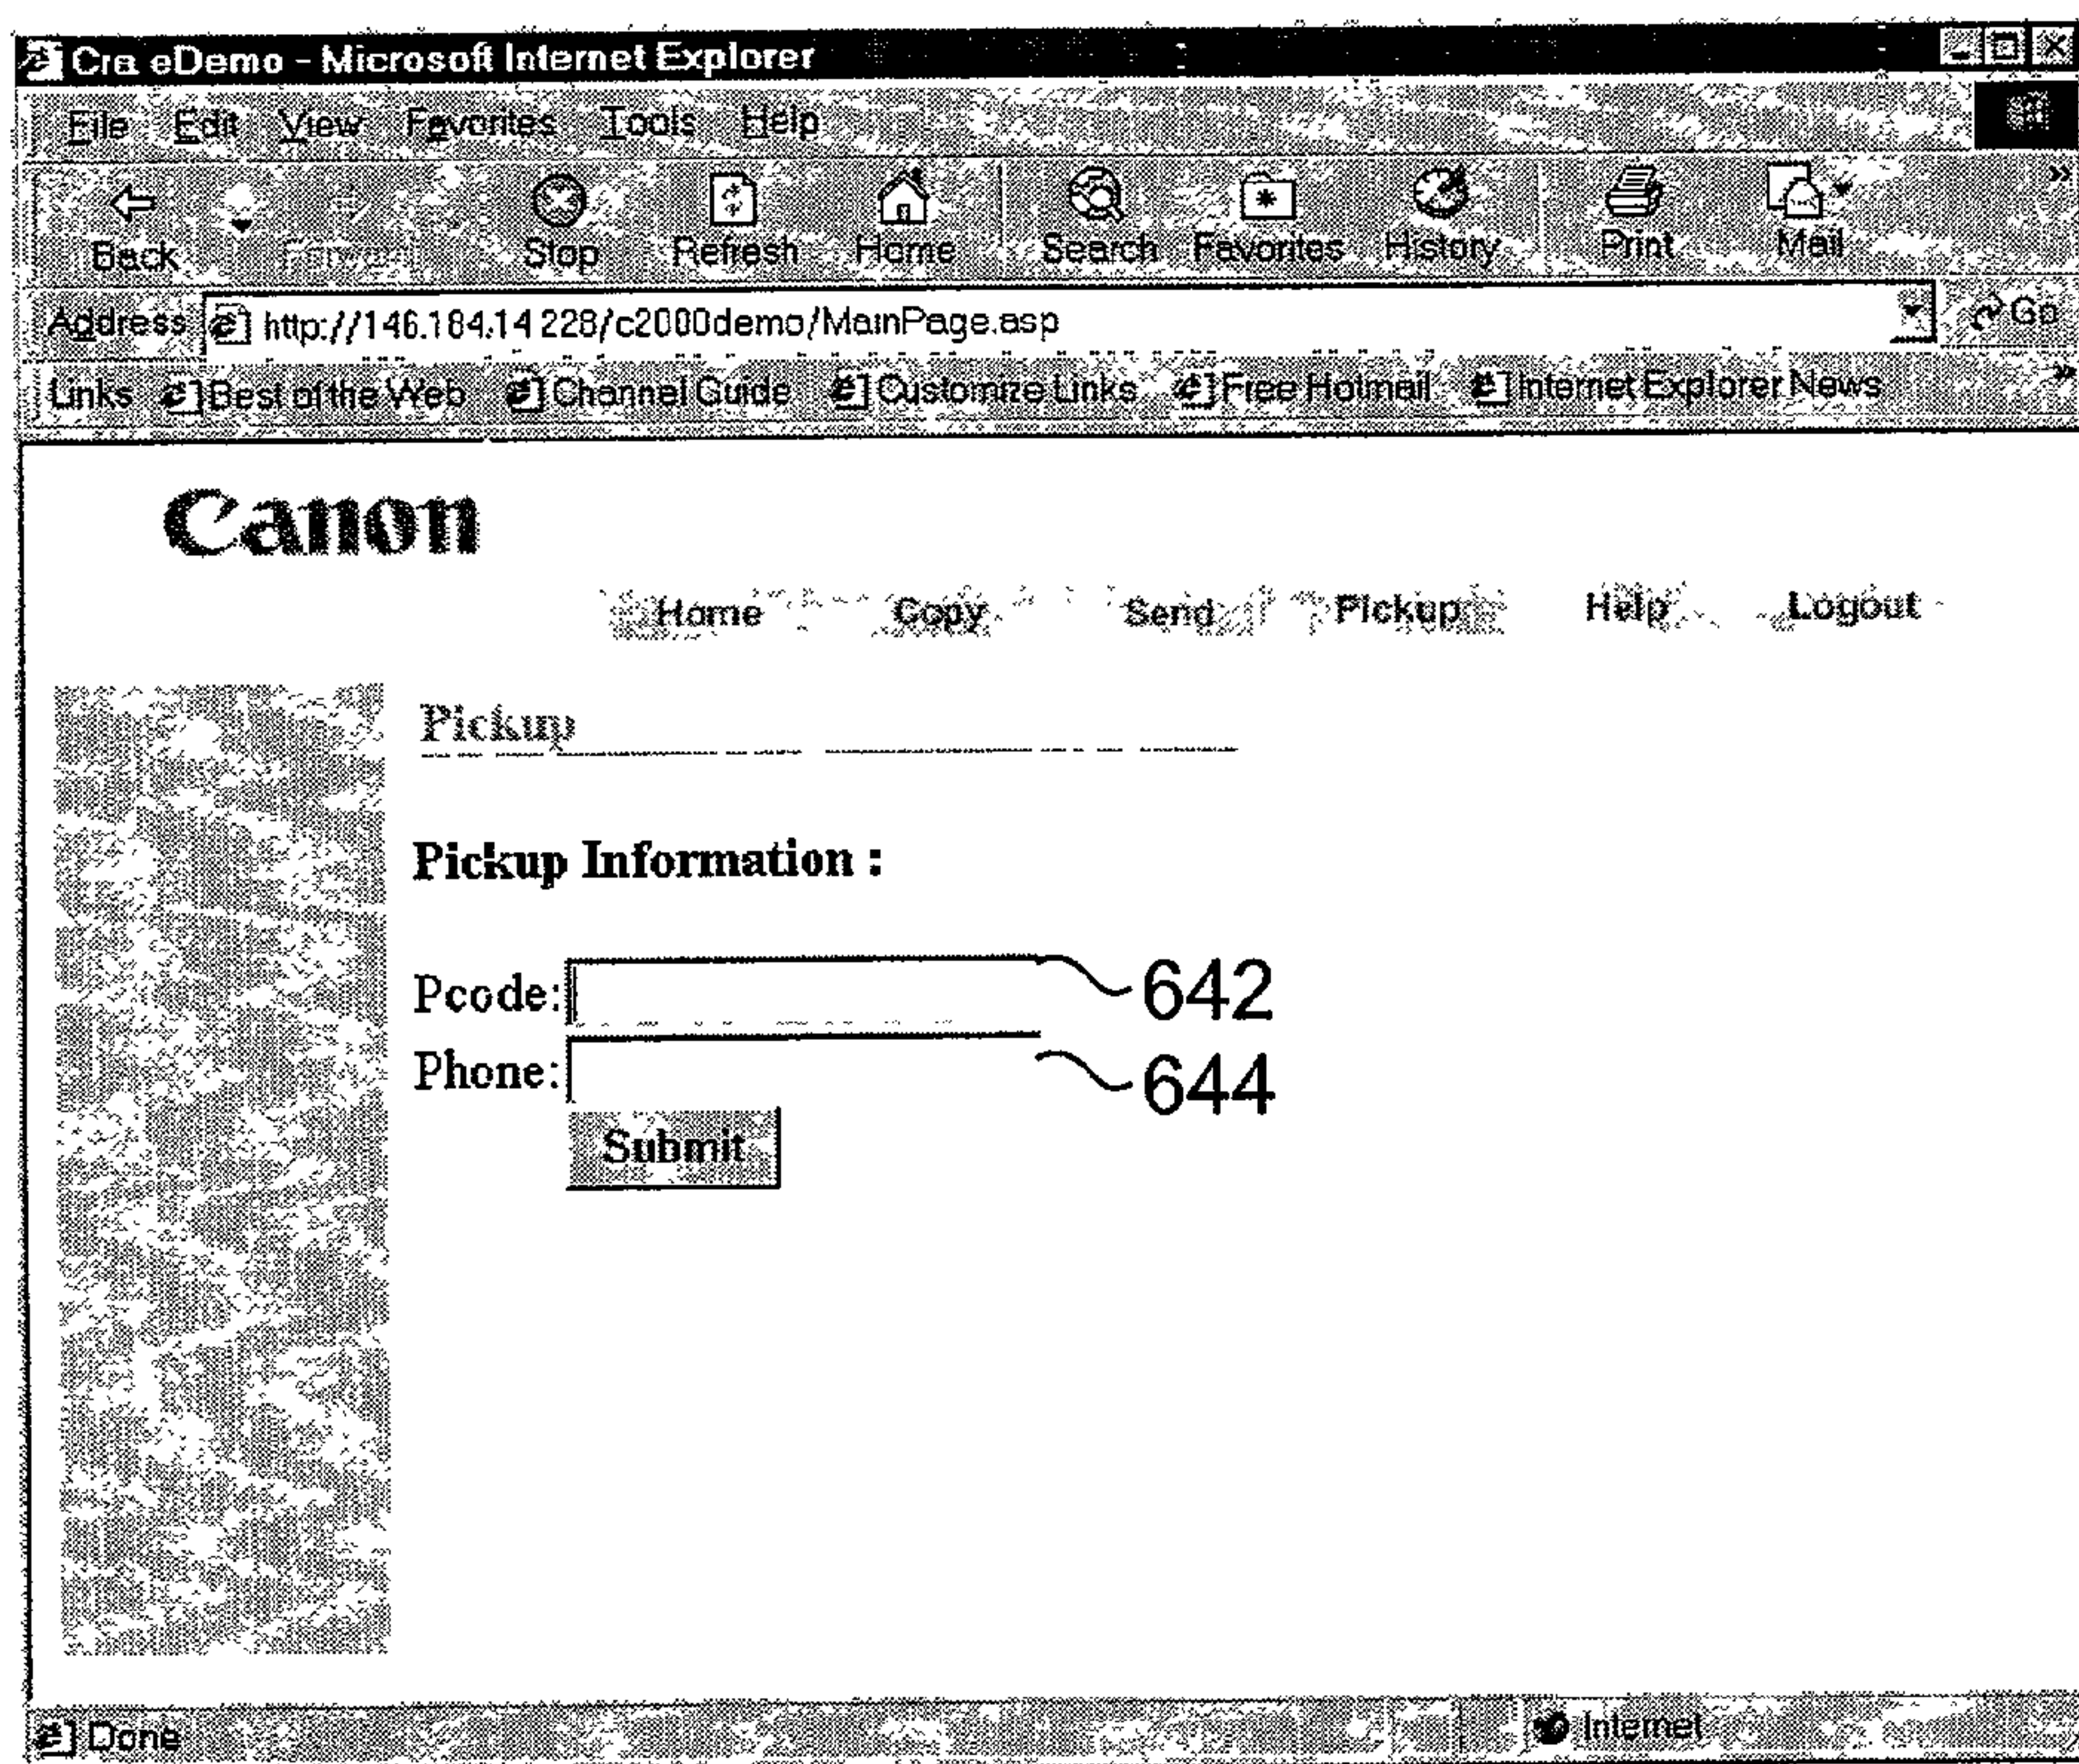 Cra eDemo - Microsoft Internet Explorer
File Edit View Favorites Tools Help
Back Forward Stop Refresh Home Search Favorites History Print Mail »
Address http://146.184.14.228/c2000demo/MainPage.asp Go
Links Best of the Web Channel Guide Customize Links Free Hotmail Internet Explorer News »
Canon
Home Copy Send Pickup Help Logout
Pickup
Pickup Information :
Pcode: 642
Phone: 644
Submit
Done Internet